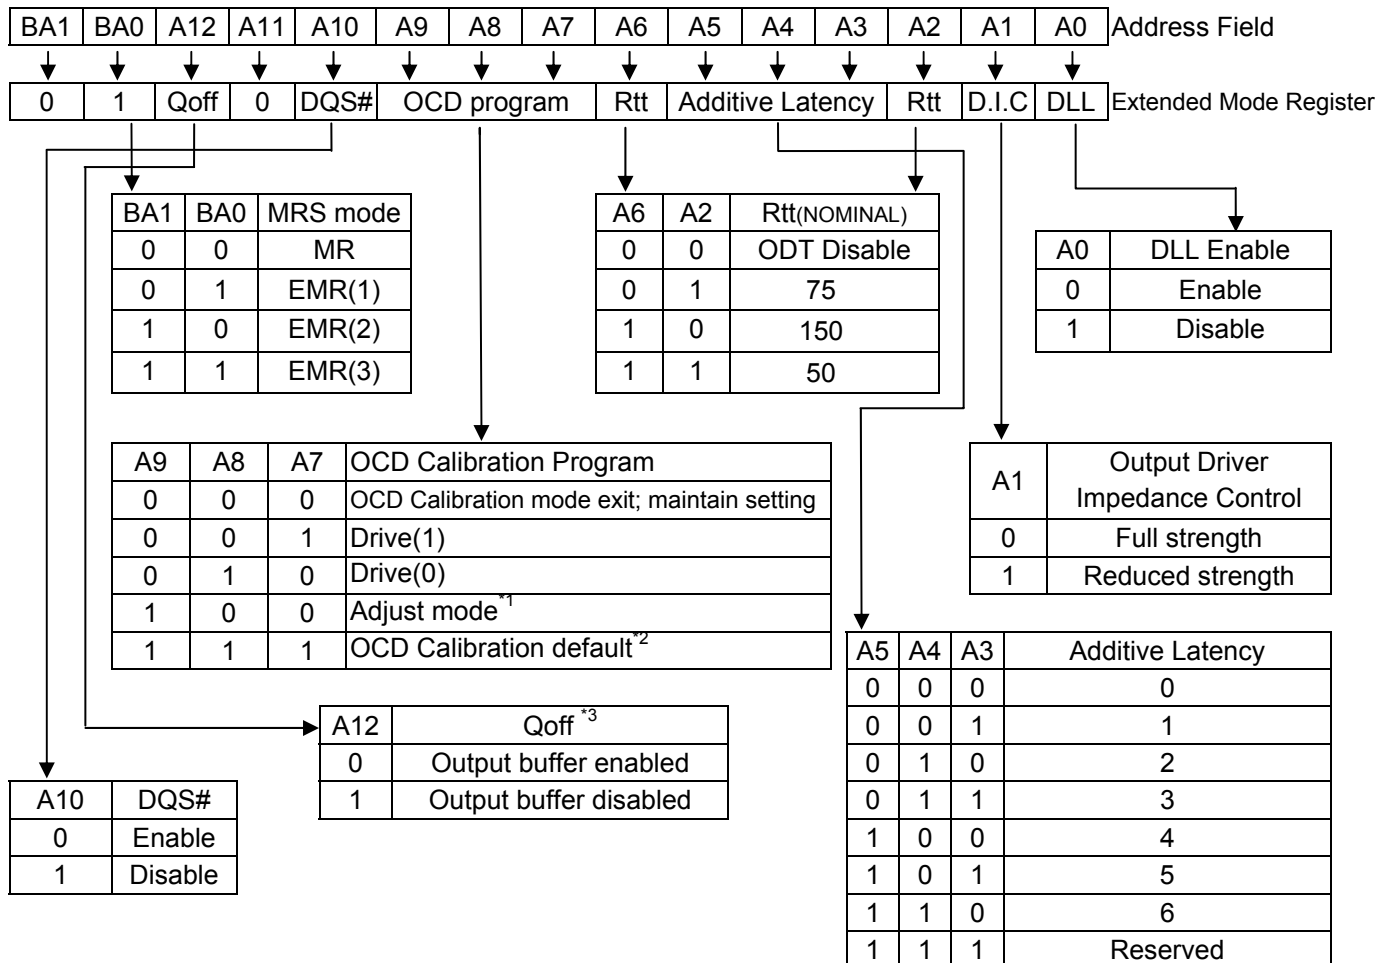 BA1 BA0 A12 A11 A10 A9 A8 A7 A6 A5 A4 A3 A2 A1 A0 Address Field
0 1 Qoff 0 DQS# OCD program Rtt Additive Latency Rtt D.I.C DLL Extended Mode Register
BA1 BA0 MRS mode
0 0 MR
0 1 EMR(1)
1 0 EMR(2)
1 1 EMR(3)
A6 A2 Rtt(NOMINAL)
0 0 ODT Disable
0 1 75
1 0 150
1 1 50
A0 DLL Enable
0 Enable
1 Disable
A9 A8 A7 OCD Calibration Program
0 0 0 OCD Calibration mode exit; maintain setting
0 0 1 Drive(1)
0 1 0 Drive(0)
1 0 0 Adjust mode*1
1 1 1 OCD Calibration default*2
A1 Output Driver
Impedance Control
0 Full strength
1 Reduced strength
A12 Qoff *3
0 Output buffer enabled
1 Output buffer disabled
A10 DQS#
0 Enable
1 Disable
A5 A4 A3 Additive Latency
0 0 0 0
0 0 1 1
0 1 0 2
0 1 1 3
1 0 0 4
1 0 1 5
1 1 0 6
1 1 1 Reserved